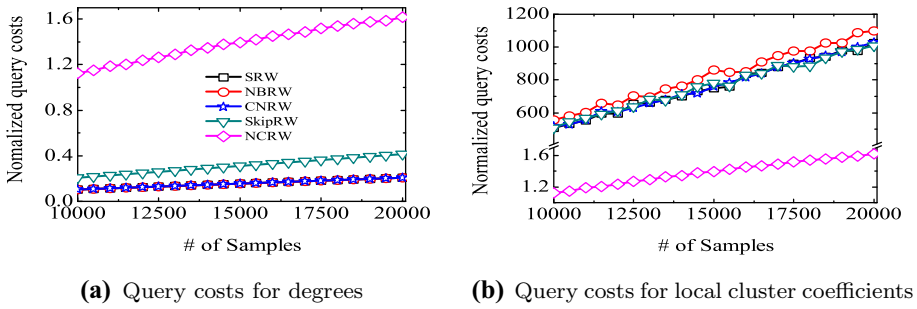 Nomalized query costs
1.6
1.2
0.8
0.4
0.0
SRW
NBRW
CNRW
SkipRW
NCRW
10000 12500 15000 17500 20000
# of Samples
(a) Query costs for degrees
Normalized query costs
1200
1000
800
600
1.6
1.2
10000 12500 15000 17500 20000
# of Samples
(b) Query costs for local cluster coefficients